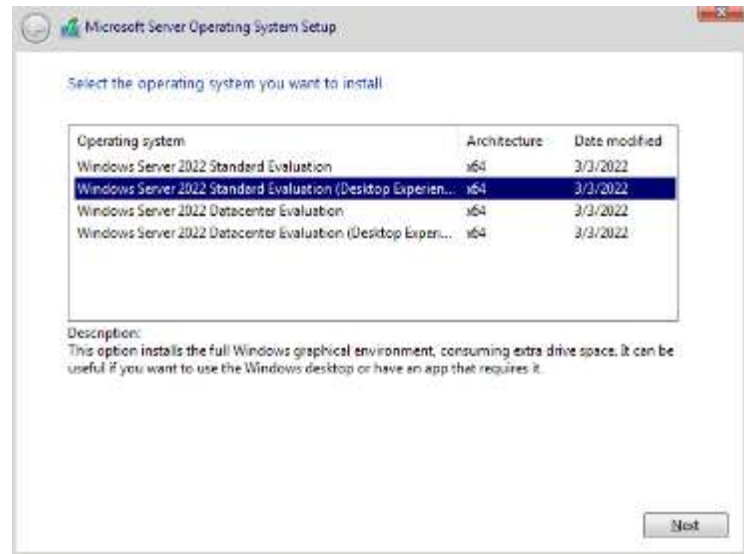 Microsoft Server Operating System Setup
Select the operating system you want to install
Operating system Architecture Date modified
Windows Server 2022 Standard Evaluation x64 3/3/2022
Windows Server 2022 Standard Evaluation (Desktop Experien... x64 3/3/2022
Windows Server 2022 Datacenter Evaluation x64 3/3/2022
Windows Server 2022 Datacenter Evaluation (Desktop Experi... x64 3/3/2022
Description:
This option installs the full Windows graphical environment, consuming extra drive space. It can be
useful if you want to use the Windows desktop or have an app that requires it.
Next